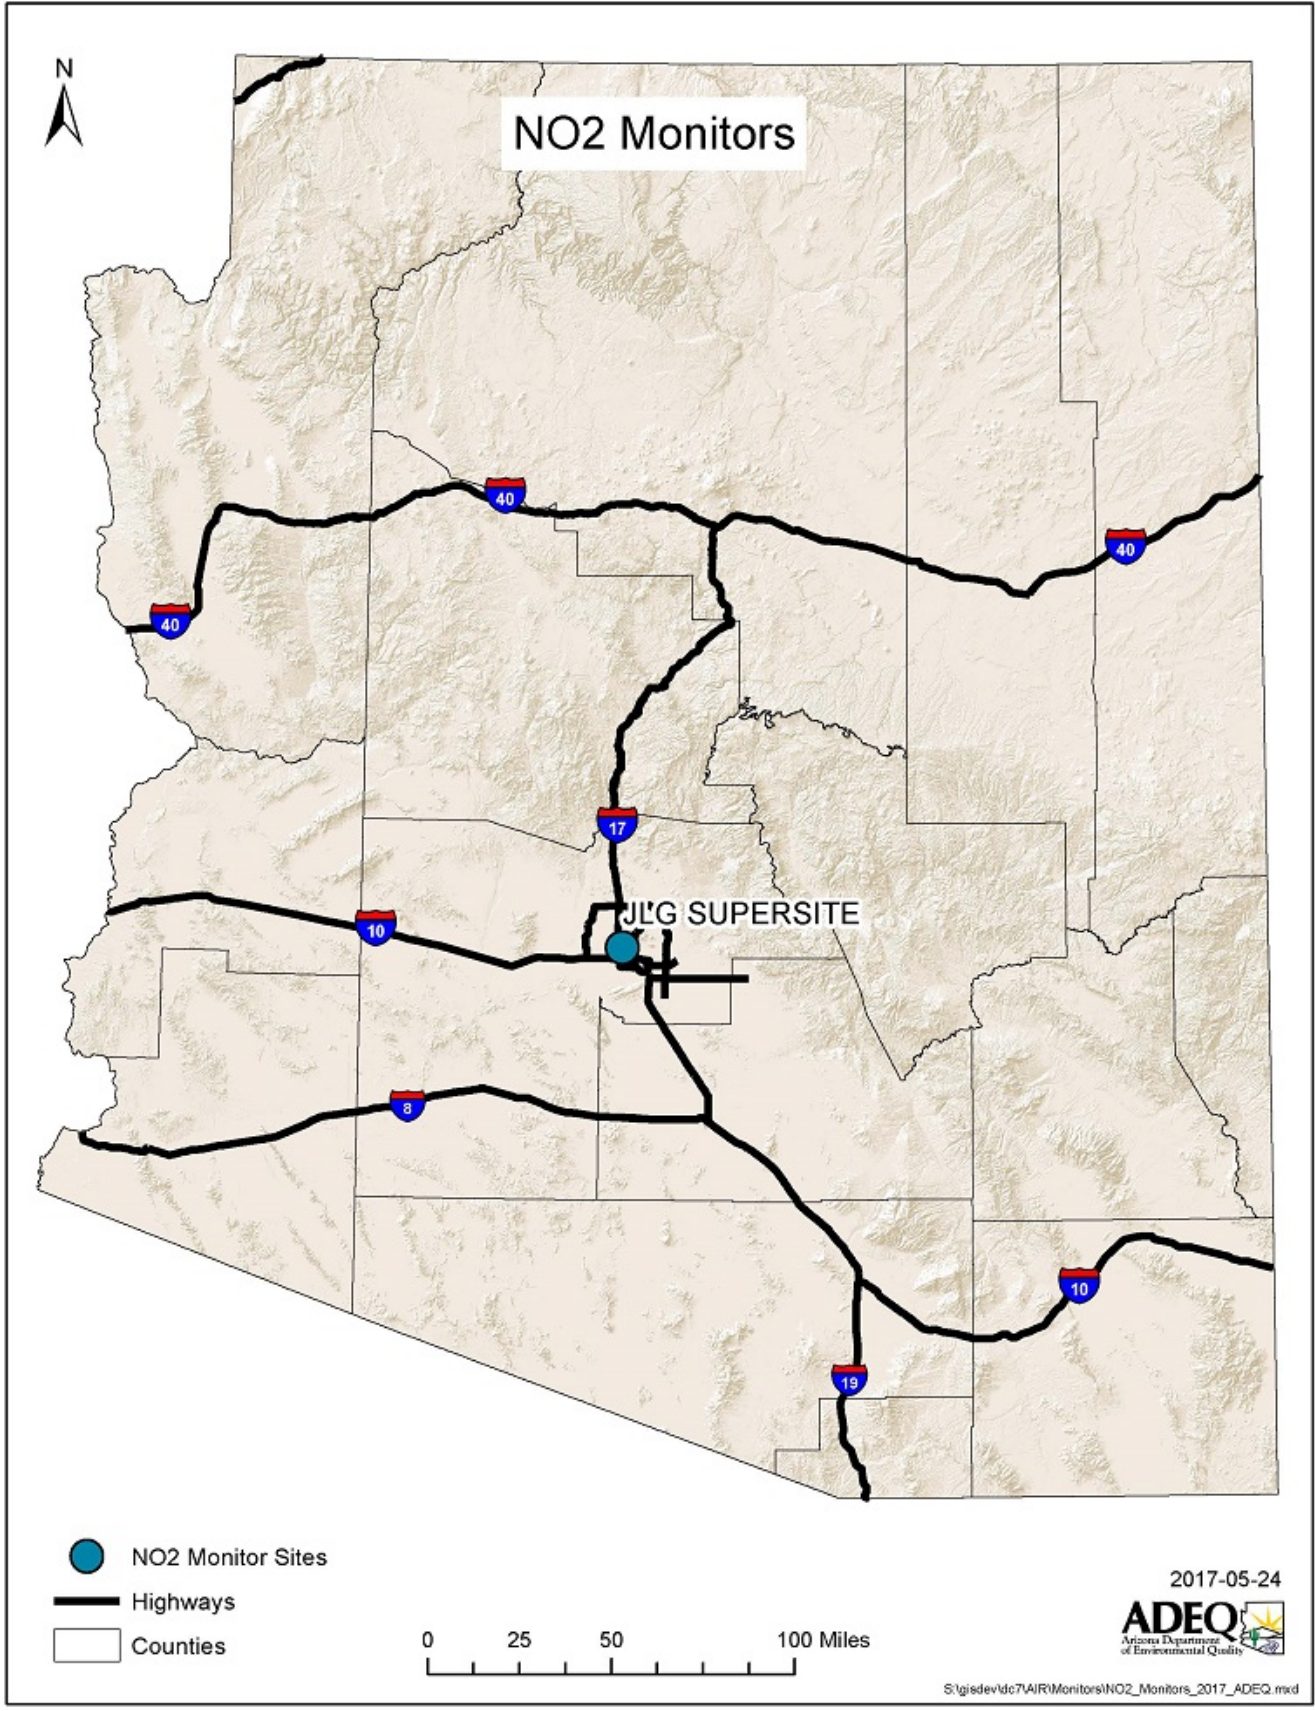 N
NO2 Monitors
40
40
40
17
JLG SUPERSITE
10
8
10
19
NO2 Monitor Sites
Highways
Counties
0 25 50 100 Miles
2017-05-24
ADEQ
Arizona Department
of Environmental Quality
S:\gisdev\dc7\AIR\Monitors\NO2_Monitors_2017_ADEQ.mxd